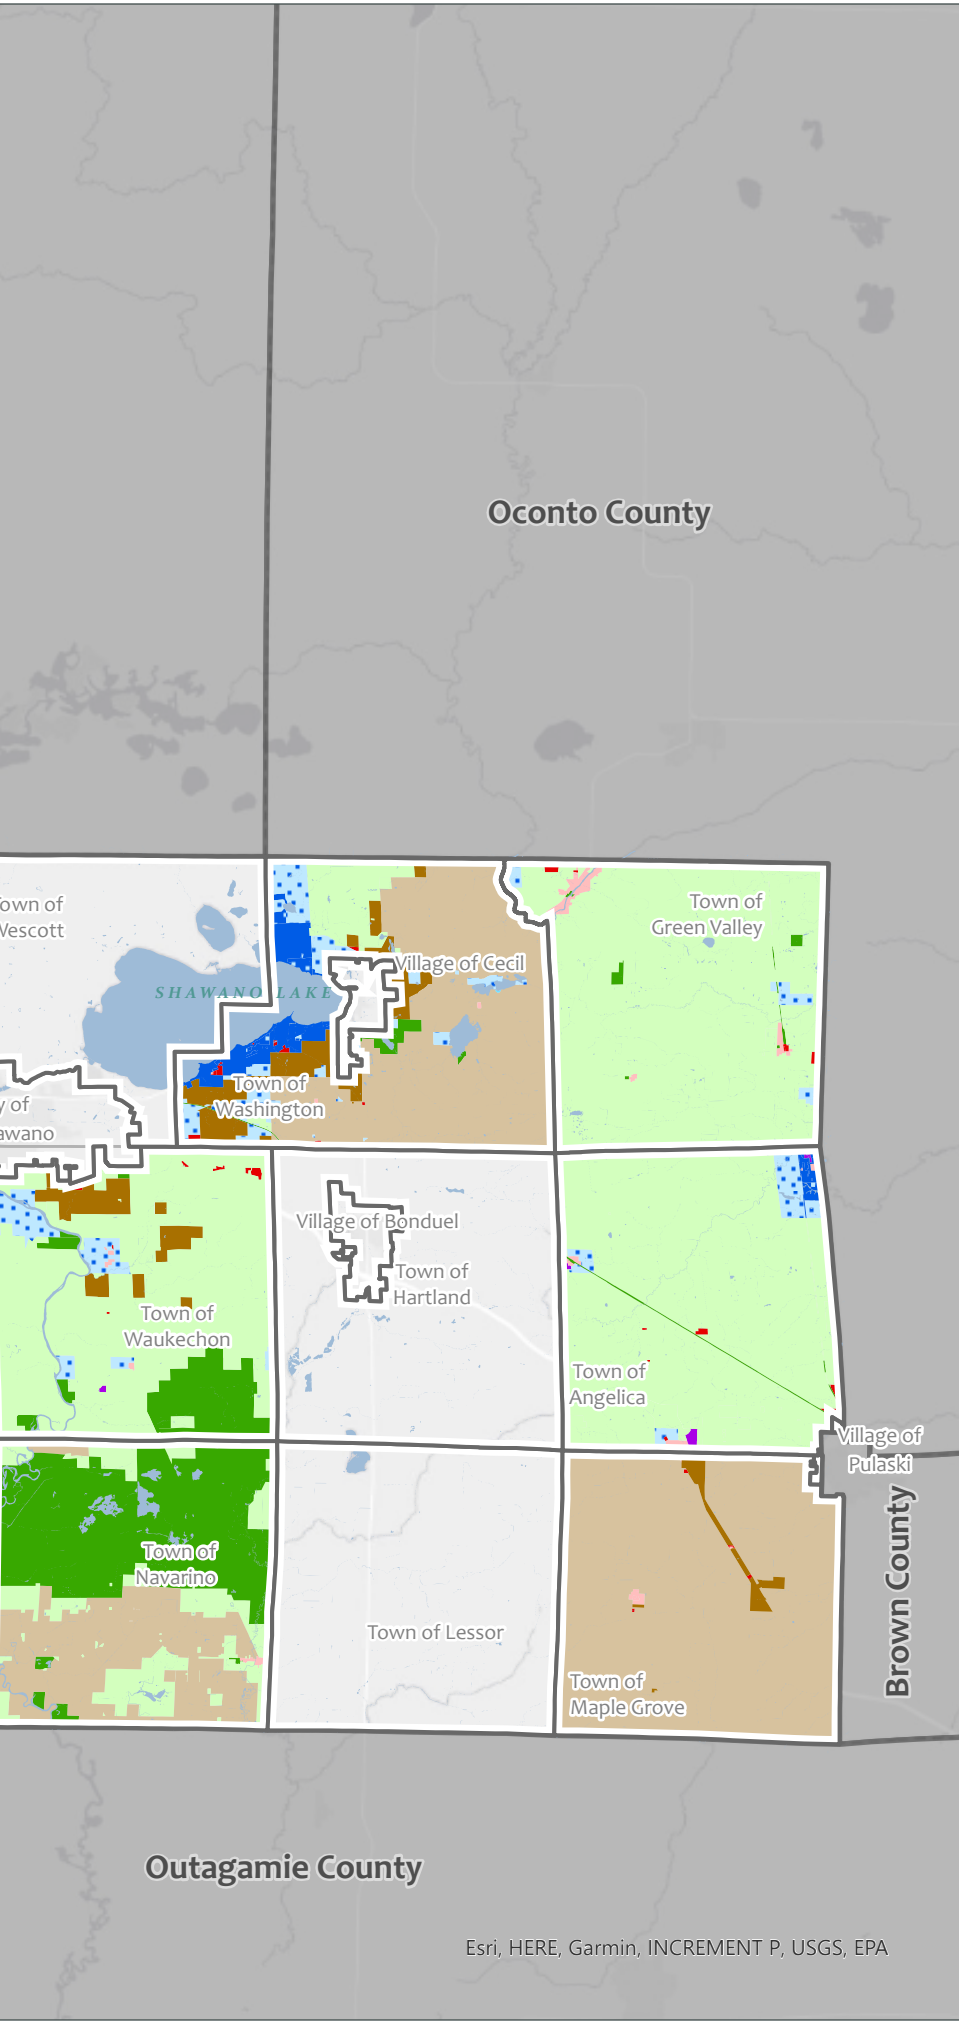 Oconto County
Town of
Green Valley
own of
Wescott
Village of Cecil
SHAWANO LAKE
Town of
Washington
y of
awano
Village of Bonduel
Town of
Hartland
Town of
Waukechon
Town of
Angelica
Village of
Pulaski
Brown County
Town of
Navarino
Town of Lessor
Town of
Maple Grove
Outagamie County
Esri, HERE, Garmin, INCREMENT P, USGS, EPA